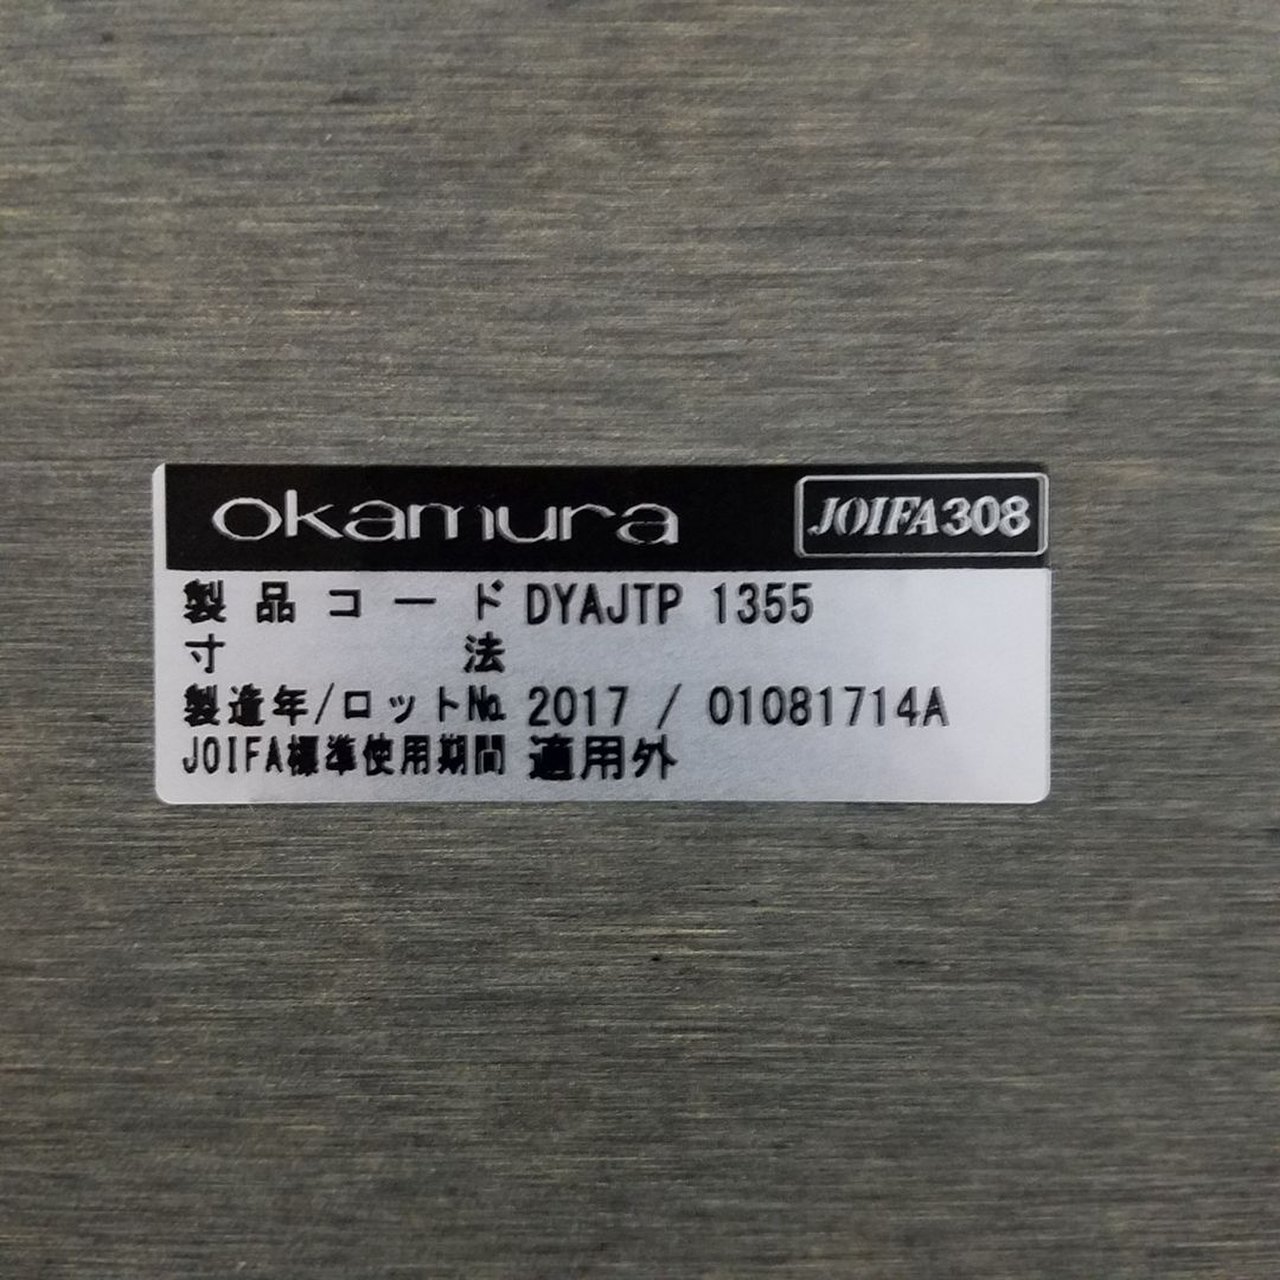 okamura JOIFA308
製品コード DYAJTP 1355
寸法
製造年/ロット№ 2017 / 01081714A
JOIFA標準使用期間 適用外